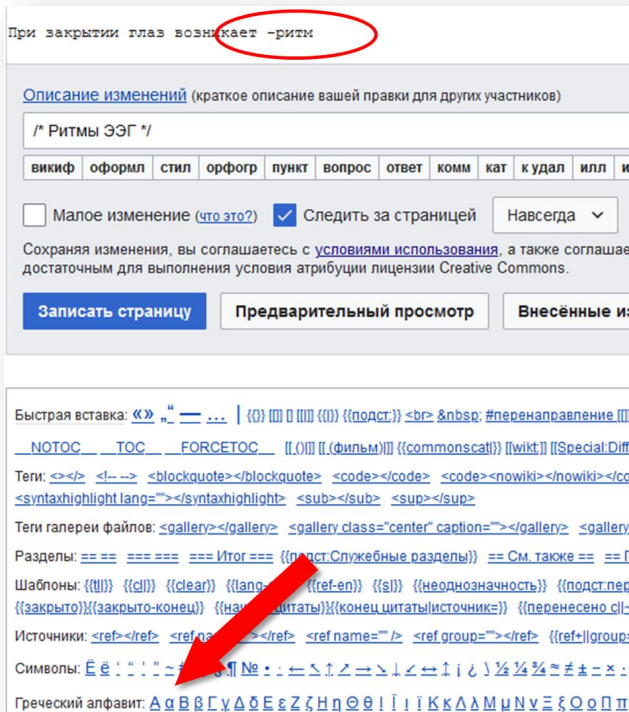 При закрытии глаз возникает -ритм
Описание изменений (краткое описание вашей правки для других участников)
/* Ритмы ЭЭГ */
викиф оформл стил орфогр пункт вопрос ответ комм кат к удал илл
Малое изменение (что это?) Следить за страницей Навсегда
Сохраняя изменения, вы соглашаетесь с условиями использования, а также соглашае
достаточным для выполнения условия атрибуции лицензии Creative Commons.
Записать страницу Предварительный просмотр Внесённые из
Быстрая вставка: «» „“ — … | {{}} [[]] [] [[|]] {{|}} {{подст:}} <br> &nbsp; #перенаправление [[]]
__NOTOC__ __TOC__ __FORCETOC__ [[ ()|]] [[ (фильм)|]] {{commonscat|}} [[wikt:]] [[Special:Diff
Теги: <></> <!-- --> <blockquote></blockquote> <code></code> <code><nowiki></nowiki></co
<syntaxhighlight lang=""></syntaxhighlight> <sub></sub> <sup></sup>
Теги галереи файлов: <gallery></gallery> <gallery class="center" caption=""></gallery> <gallery
Разделы: == == === === === Итог === {{подст:Служебные разделы}} == См. также == == П
Шаблоны: {{tl|}} {{cl|}} {{clear}} {{lang- {{ref-en}} {{s|}} {{неоднозначность}} {{подст:пер
{{закрыто}}{{закрыто-конец}} {{нач цитаты}}{{конец цитаты|источник=}} {{перенесено с||~
Источники: <ref></ref> <ref na ></ref> <ref name="" /> <ref group=""></ref> {{ref+||group=
Символы: Ё ё ¶ № • · ← ↖ ↑ ↗ → ↘ ↓ ↙ ↔ ↕ ¡ ¿ \ ½ ¼ ¾ ≈ ≠ ± − × ·
Греческий алфавит: Α α Β β Γ γ Δ δ Ε ε Ζ ζ Η η Θ θ Ι Ϊ ι ϊ Κ κ Λ λ Μ μ Ν ν Ξ ξ Ο ο Π π